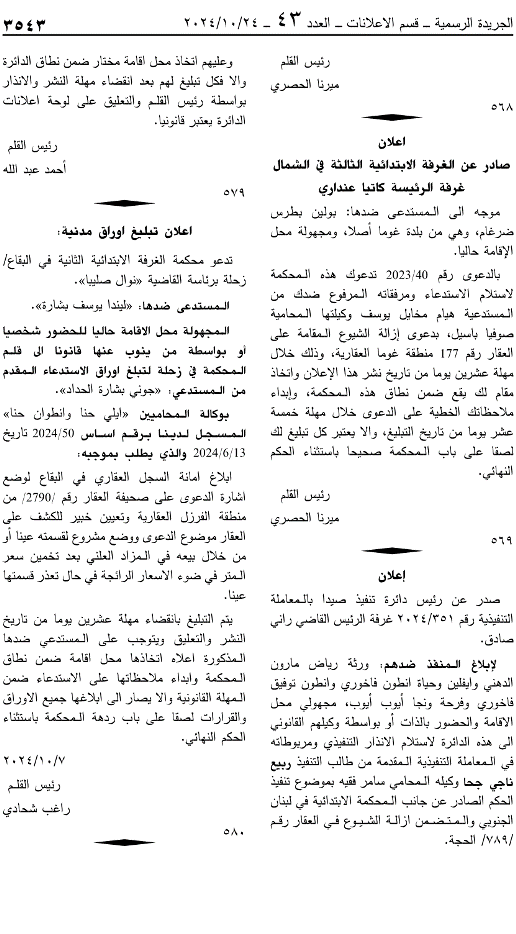 الجريدة الرسمية ــ قسم الاعلانات ــ العدد ٤٣ ــ ٢٠٢٤/١٠/٢٤
٣٥٤٣
رئيس القلم
ميرنا الحصري
٥٦٨
اعلان
صادر عن الغرفة الابتدائية الثالثة في الشمال
غرفة الرئيسة كاتيا عنداري
موجه الى المستدعى ضدها: بولين بطرس
ضرغام، وهي من بلدة غوما أصلا، ومجهولة محل
الإقامة حاليا.
بالدعوى رقم 2023/40 تدعوك هذه المحكمة
لاستلام الاستدعاء ومرفقاته المرفوع ضدك من
المستدعية هيام مخايل يوسف وكيلتها المحامية
صوفيا باسيل، بدعوى إزالة الشيوع المقامة على
العقار رقم 177 منطقة غوما العقارية، وذلك خلال
مهلة عشرين يوما من تاريخ نشر هذا الإعلان واتخاذ
مقام لك يقع ضمن نطاق هذه المحكمة، وإبداء
ملاحظاتك الخطية على الدعوى خلال مهلة خمسة
عشر يوما من تاريخ التبليغ، والا يعتبر كل تبليغ لك
لصقا على باب المحكمة صحيحا باستثناء الحكم
النهائي.
رئيس القلم
ميرنا الحصري
٥٦٩
إعلان
صدر عن رئيس دائرة تنفيذ صيدا بالمعاملة
التنفيذية رقم ٢٠٢٤/٣٥١ غرفة الرئيس القاضي راني
صادق.
لإبلاغ المنفذ ضدهم: ورثة رياض مارون
الدهني وايفلين وحياة انطون فاخوري وانطون توفيق
فاخوري وفرحة ونجا أيوب أيوب، مجهولي محل
الاقامة والحضور بالذات أو بواسطة وكيلهم القانوني
الى هذه الدائرة لاستلام الانذار التنفيذي ومربوطاته
في المعاملة التنفيذية المقدمة من طالب التنفيذ ربيع
ناجي جحا وكيله المحامي سامر فقيه بموضوع تنفيذ
الحكم الصادر عن جانب المحكمة الابتدائية في لبنان
الجنوبي والمتضمن ازالة الشيوع في العقار رقم
/٧٨٩/ الحجة.
وعليهم اتخاذ محل اقامة مختار ضمن نطاق الدائرة
والا فكل تبليغ لهم بعد انقضاء مهلة النشر والانذار
بواسطة رئيس القلم والتعليق على لوحة اعلانات
الدائرة يعتبر قانونيا.
رئيس القلم
أحمد عبد الله
٥٧٩
اعلان تبليغ اوراق مدنية:
تدعو محكمة الغرفة الابتدائية الثانية في البقاع/
زحلة برئاسة القاضية «نوال صليبا».
المستدعى ضدها: «ليندا يوسف بشارة».
المجهولة محل الاقامة حاليا للحضور شخصيا
أو بواسطة من ينوب عنها قانونا الى قلم
المحكمة في زحلة لتبلغ اوراق الاستدعاء المقدم
من المستدعي: «جوني بشارة الحداد».
بوكالة المحاميين «ايلي حنا وانطوان حنا»
المسجل لدينا برقم اساس 2024/50 تاريخ
2024/6/13 والذي يطلب بموجبه:
ابلاغ امانة السجل العقاري في البقاع لوضع
اشارة الدعوى على صحيفة العقار رقم /2790/ من
منطقة الفرزل العقارية وتعيين خبير للكشف على
العقار موضوع الدعوى ووضع مشروع لقسمته عينا أو
من خلال بيعه في المزاد العلني بعد تخمين سعر
المتر في ضوء الاسعار الرائجة في حال تعذر قسمتها
عينا.
يتم التبليغ بانقضاء مهلة عشرين يوما من تاريخ
النشر والتعليق ويتوجب على المستدعي ضدها
المذكورة اعلاه اتخاذها محل اقامة ضمن نطاق
المحكمة وابداء ملاحظاتها على الاستدعاء ضمن
المهلة القانونية والا يصار الى ابلاغها جميع الاوراق
والقرارات لصقا على باب ردهة المحكمة باستثناء
الحكم النهائي.
٢٠٢٤/١٠/٧
رئيس القلم
راغب شحادي
٥٨٠